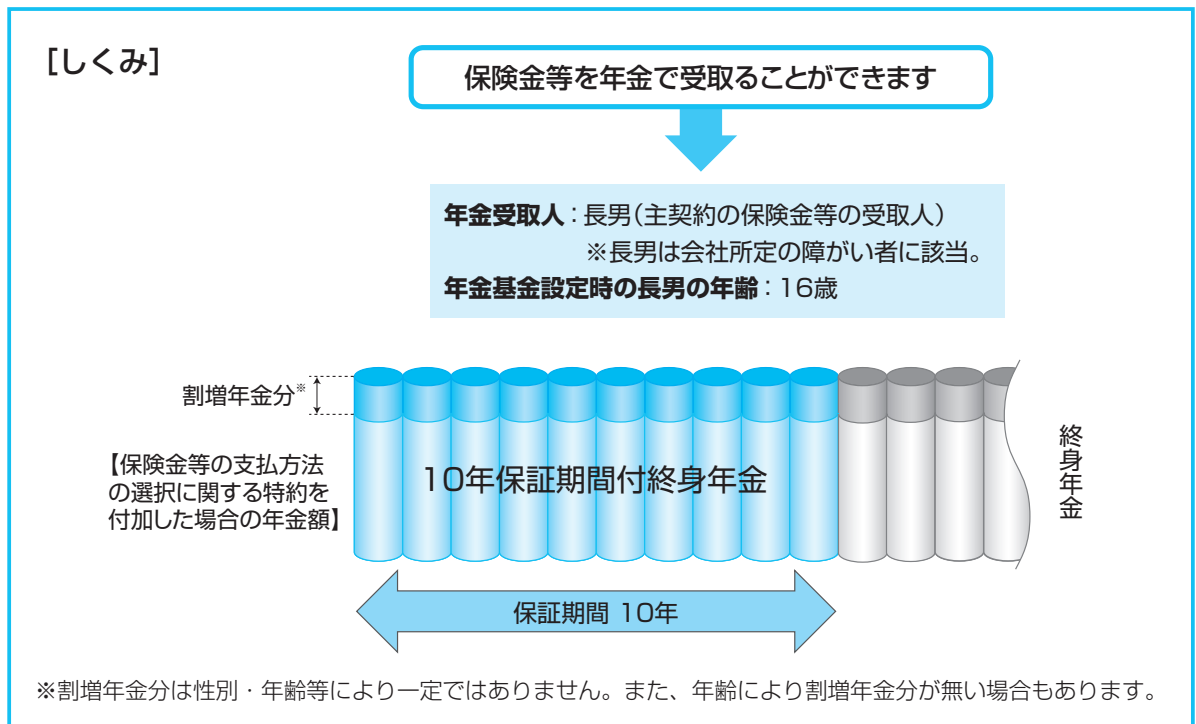 [しくみ]
保険金等を年金で受取ることができます
年金受取人：長男（主契約の保険金等の受取人）
※長男は会社所定の障がい者に該当。
年金基金設定時の長男の年齢：16歳
割増年金分※
【保険金等の支払方法
の選択に関する特約を
付加した場合の年金額】
10年保証期間付終身年金
終身年金
保証期間 10年
※割増年金分は性別・年齢等により一定ではありません。また、年齢により割増年金分が無い場合もあります。